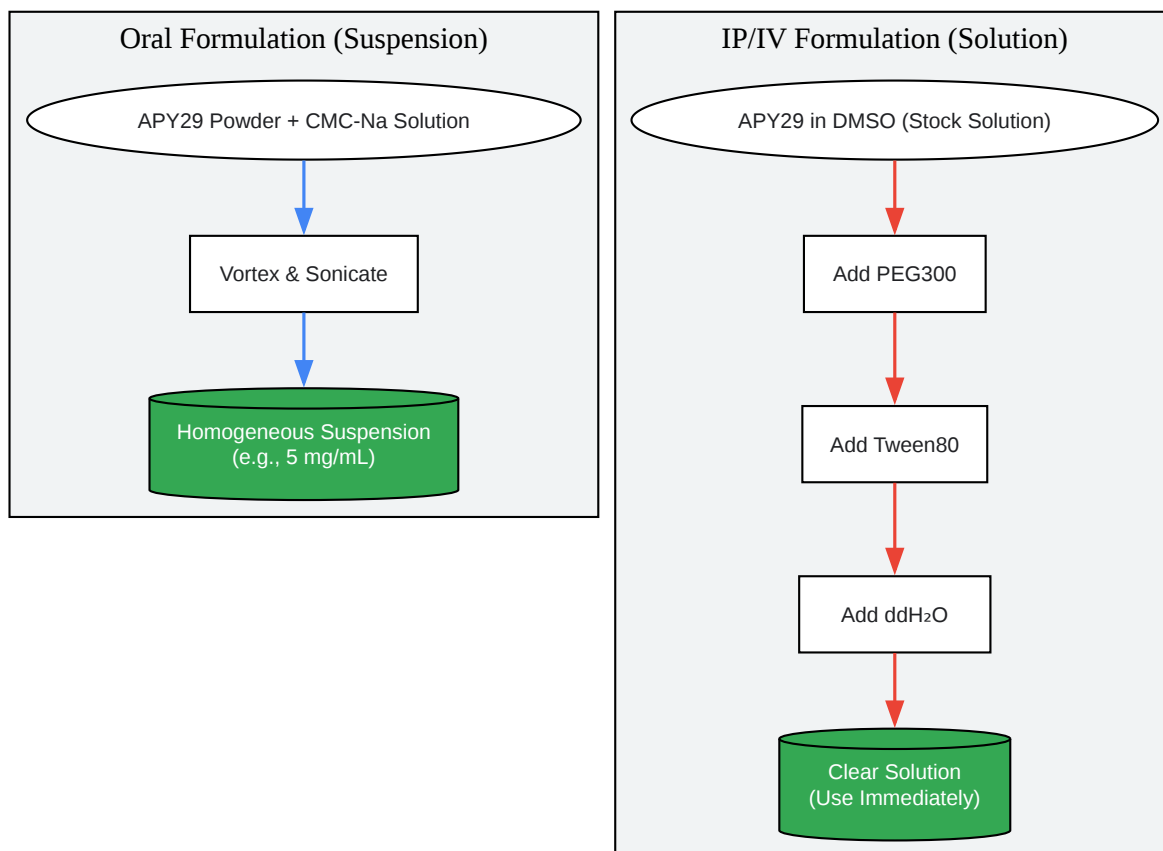 Oral Formulation (Suspension)
APY29 Powder + CMC-Na Solution
Vortex & Sonicate
Homogeneous Suspension
(e.g., 5 mg/mL)
IP/IV Formulation (Solution)
APY29 in DMSO (Stock Solution)
Add PEG300
Add Tween80
Add ddH₂O
Clear Solution
(Use Immediately)